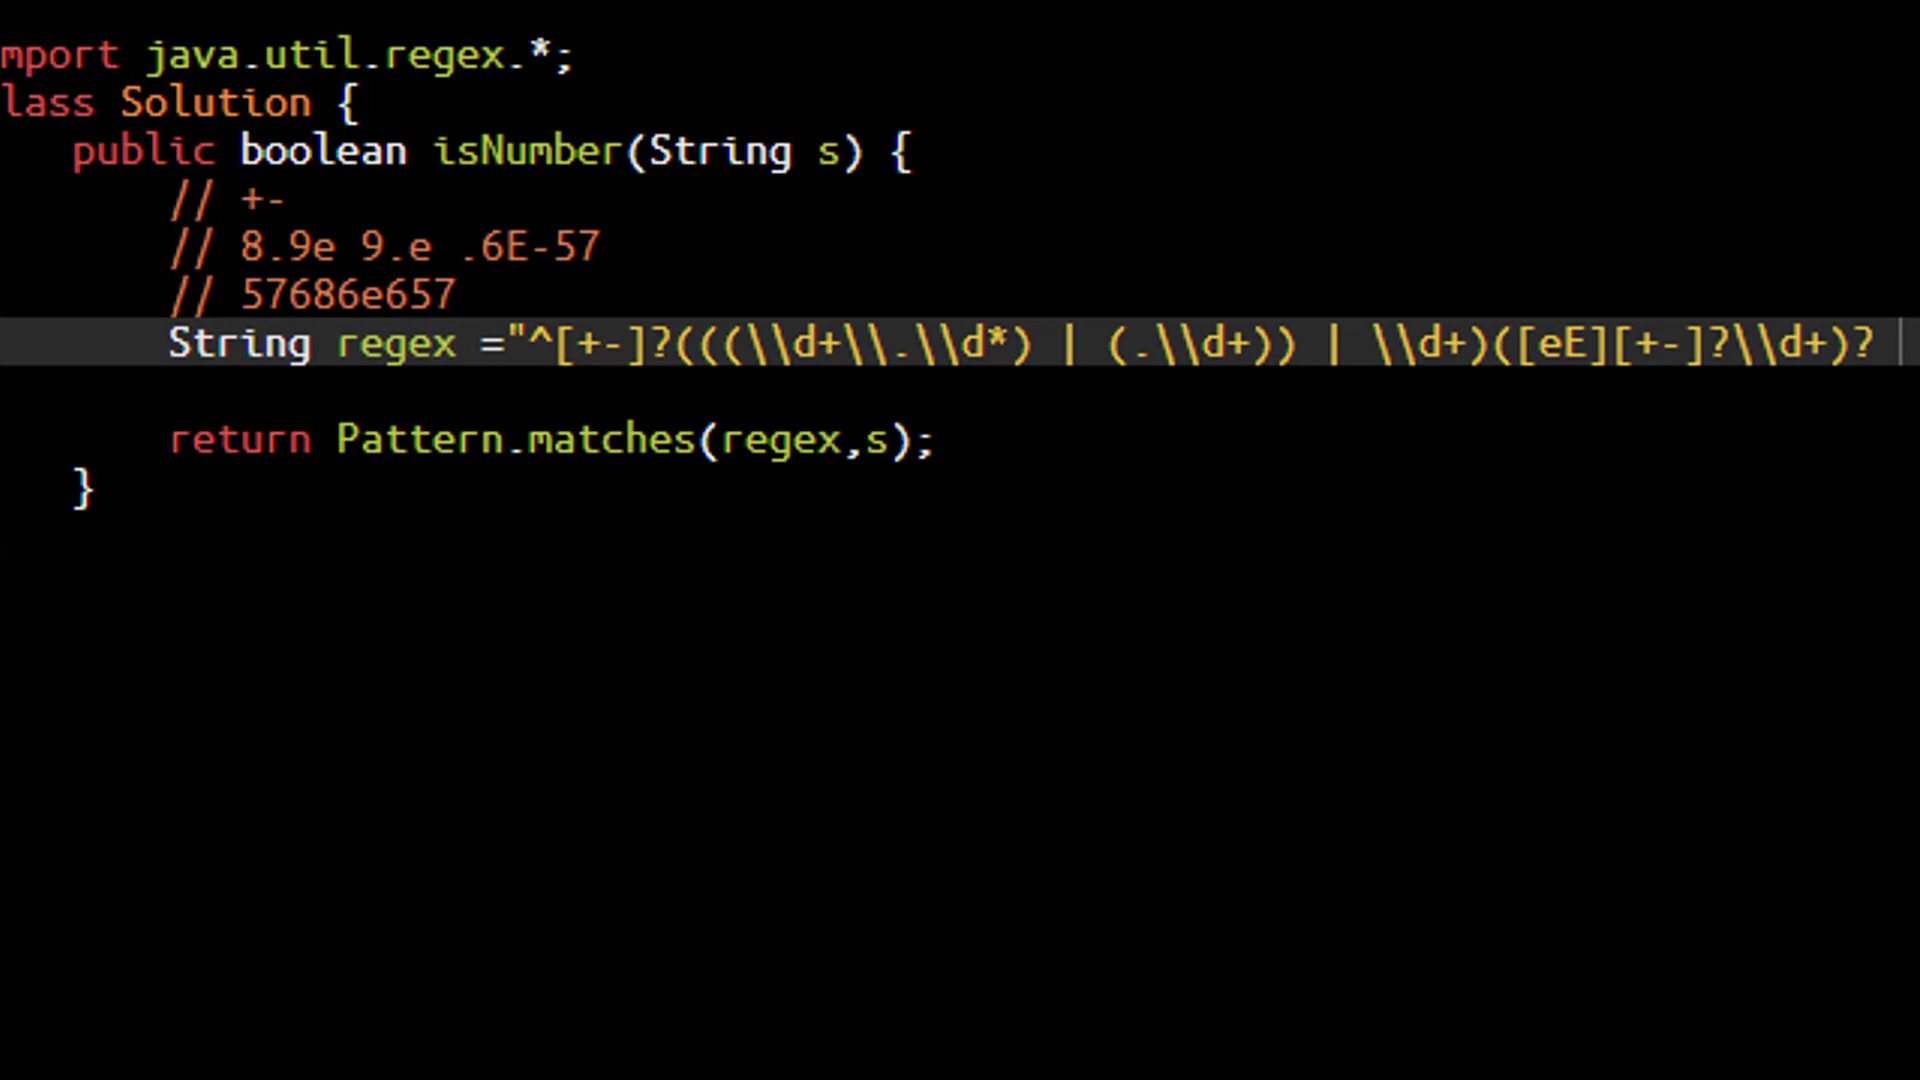 mport java.util.regex.*;
lass Solution {
public boolean isNumber(String s) {
// +-
// 8.9e 9.e .6E-57
// 57686e657
String regex ="^[+-]?(((\\d+\\.\\d*) | (.\\d+)) | \\d+)([eE][+-]?\\d+)?
return Pattern.matches(regex,s);
}